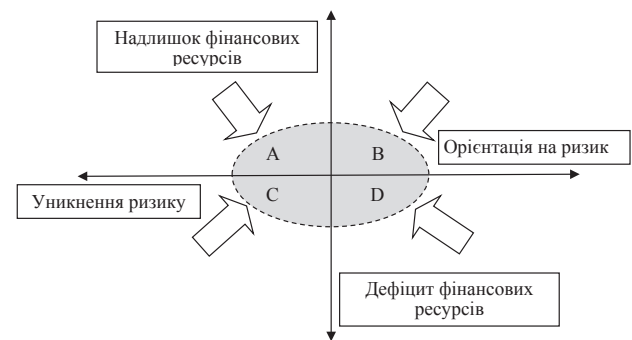 Надлишок фінансових
ресурсів
A
B
Орієнтація на ризик
Уникнення ризику
C
D
Дефіцит фінансових
ресурсів